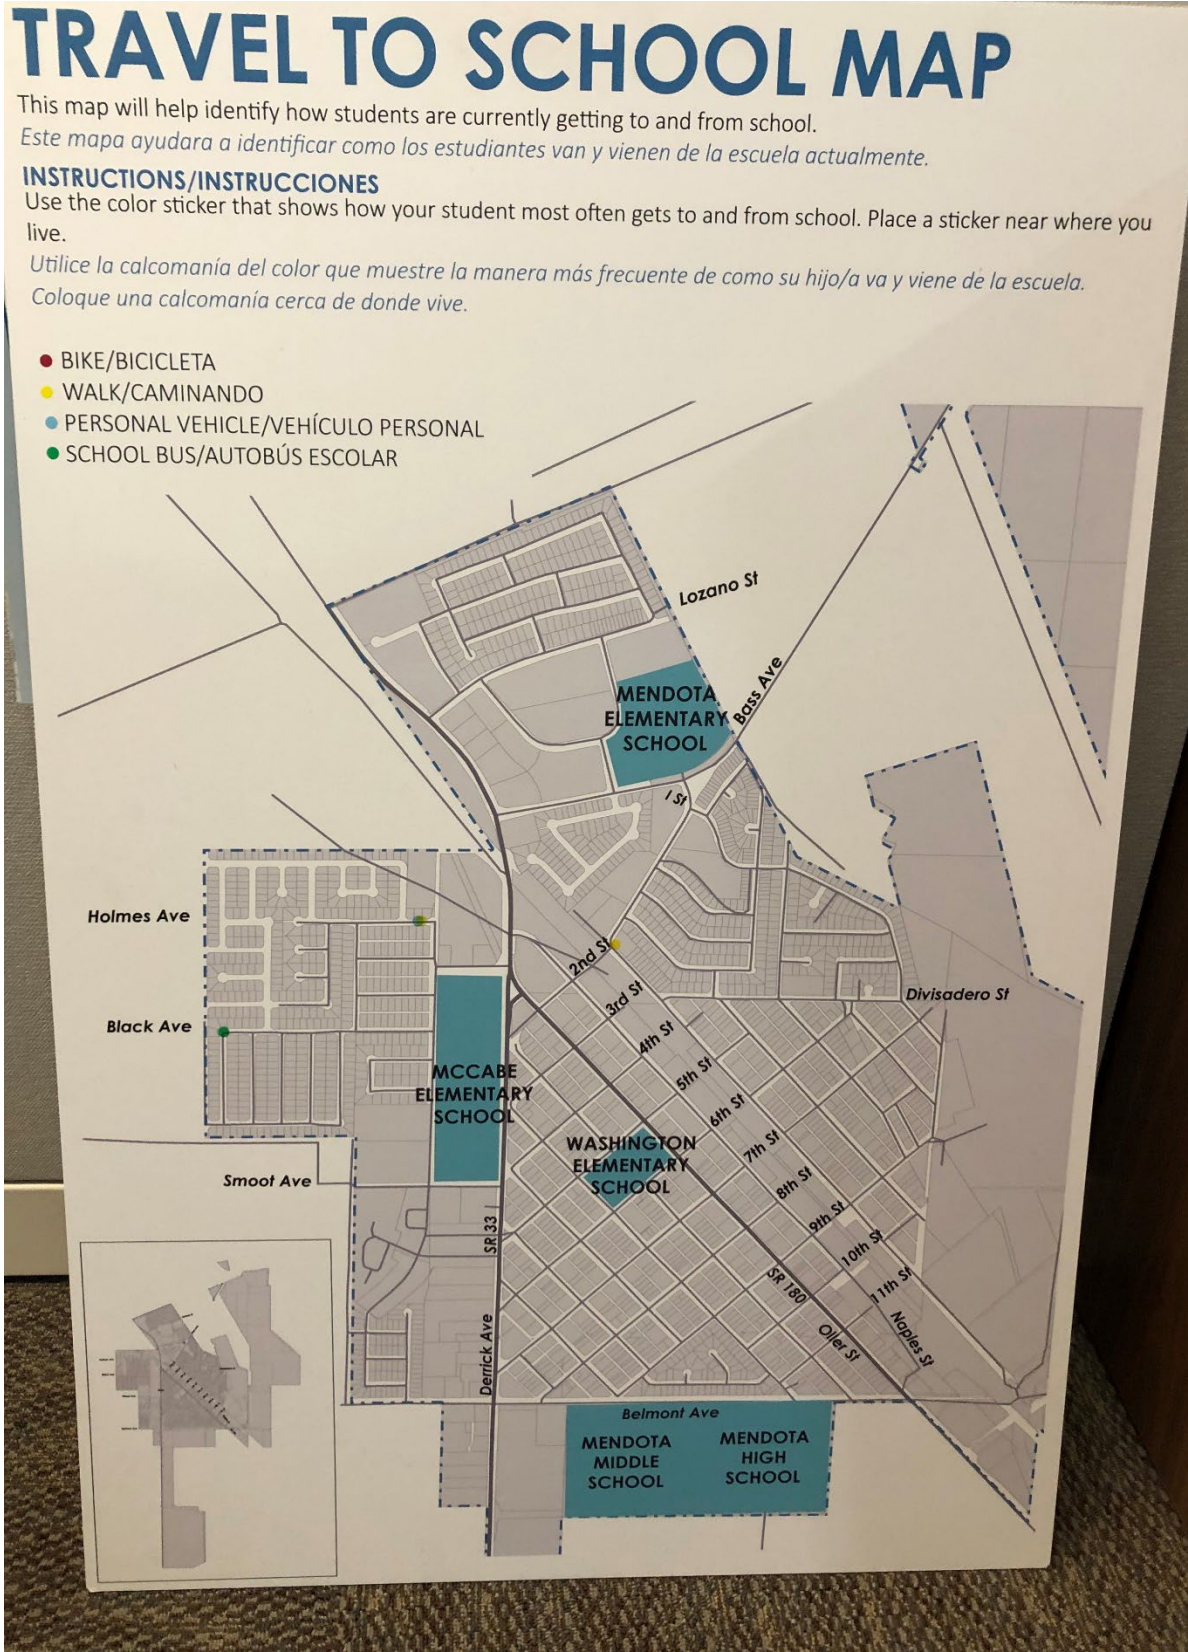 TRAVEL TO SCHOOL MAP
This map will help identify how students are currently getting to and from school.
Este mapa ayudara a identificar como los estudiantes van y vienen de la escuela actualmente.
INSTRUCTIONS/INSTRUCCIONES
Use the color sticker that shows how your student most often gets to and from school. Place a sticker near where you
live.
Utilice la calcomanía del color que muestre la manera más frecuente de como su hijo/a va y viene de la escuela.
Coloque una calcomanía cerca de donde vive.
BIKE/BICICLETA
WALK/CAMINANDO
PERSONAL VEHICLE/VEHÍCULO PERSONAL
SCHOOL BUS/AUTOBÚS ESCOLAR
Lozano St
Bass Ave
MENDOTA
ELEMENTARY
SCHOOL
I St
Holmes Ave
2nd St
3rd St
Divisadero St
Black Ave
4th St
5th St
MCCABE
ELEMENTARY
SCHOOL
6th St
WASHINGTON
ELEMENTARY
SCHOOL
7th St
8th St
Smoot Ave
9th St
SR 33
10th St
SR 180
11th St
Naples St
Oller St
Derrick Ave
Belmont Ave
MENDOTA
MIDDLE
SCHOOL
MENDOTA
HIGH
SCHOOL